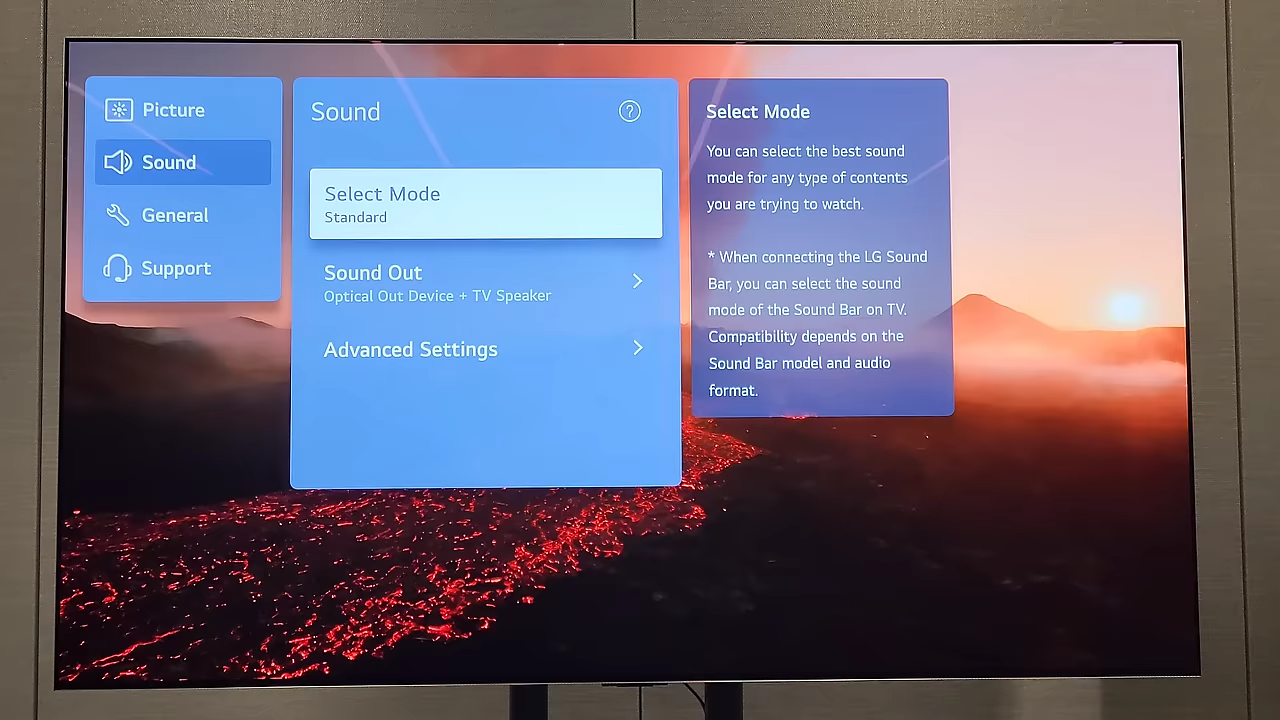 Picture
Sound
General
Support
Sound
?
Select Mode
Standard
Sound Out
Optical Out Device + TV Speaker
Advanced Settings
Select Mode
You can select the best sound
mode for any type of contents
you are trying to watch.
* When connecting the LG Sound
Bar, you can select the sound
mode of the Sound Bar on TV.
Compatibility depends on the
Sound Bar model and audio
format.